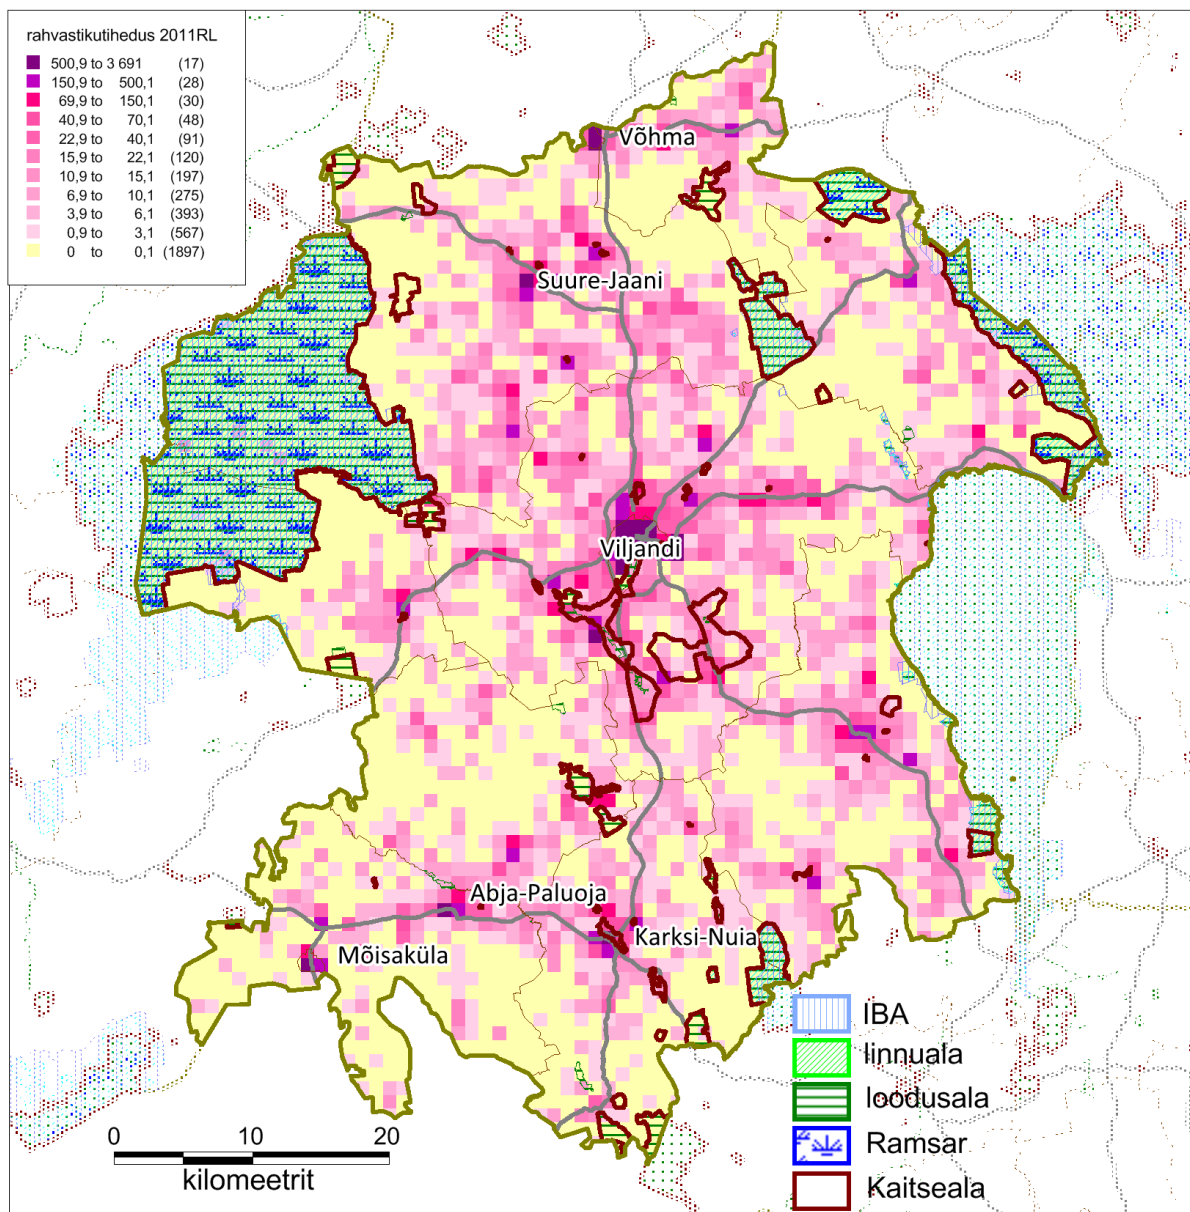 rahvastikutihedus 2011RL
500,9 to 3 691 (17)
150,9 to 500,1 (28)
69,9 to 150,1 (30)
40,9 to 70,1 (48)
22,9 to 40,1 (91)
15,9 to 22,1 (120)
10,9 to 15,1 (197)
6,9 to 10,1 (275)
3,9 to 6,1 (393)
0,9 to 3,1 (567)
0 to 0,1 (1897)
Võhma
Suure-Jaani
Viljandi
Abja-Paluoja
Karksi-Nuia
Mõisaküla
IBA
linnuala
loodusala
Ramsar
Kaitseala
0 10 20
kilomeetrit